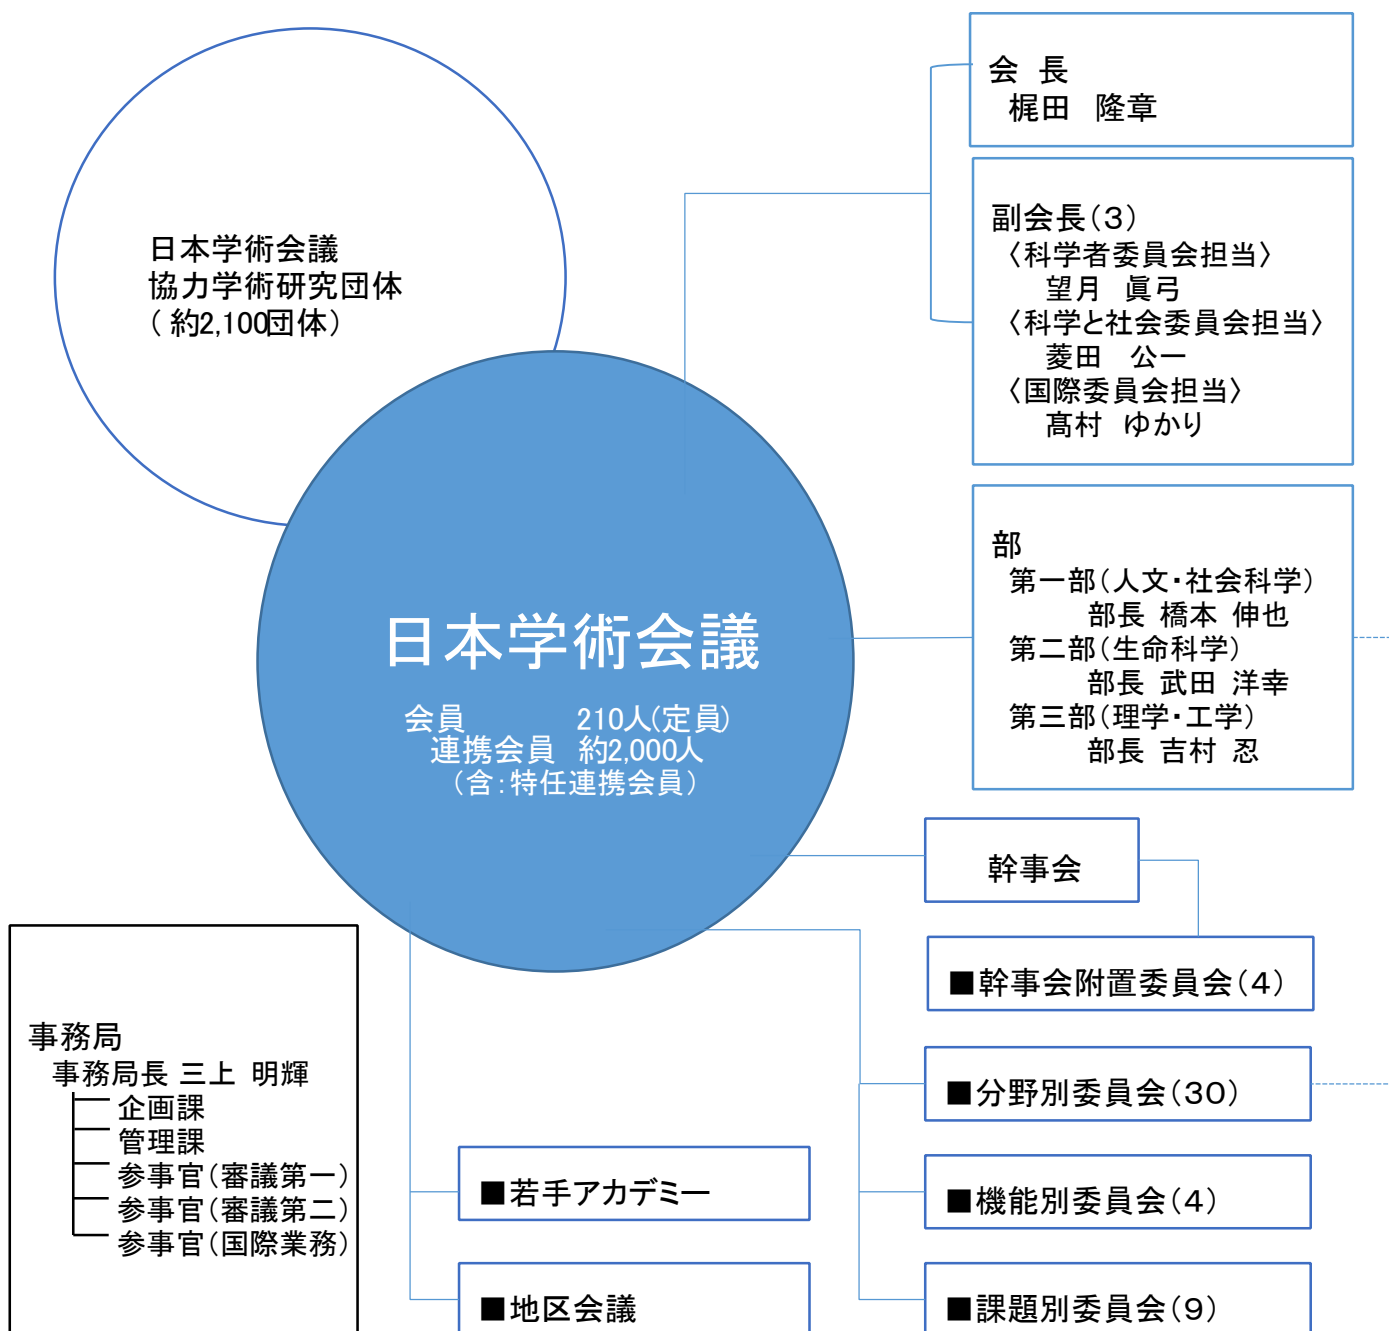 日本学術会議
協力学術研究団体
(約2,100団体)
日本学術会議
会員 210人(定員)
連携会員 約2,000人
(含:特任連携会員)
会 長
梶田 隆章
副会長(3)
〈科学者委員会担当〉
望月 眞弓
〈科学と社会委員会担当〉
菱田 公一
〈国際委員会担当〉
髙村 ゆかり
部
第一部(人文・社会科学)
部長 橋本 伸也
第二部(生命科学)
部長 武田 洋幸
第三部(理学・工学)
部長 吉村 忍
幹事会
■幹事会附置委員会(4)
■分野別委員会(30)
■機能別委員会(4)
■課題別委員会(9)
■若手アカデミー
■地区会議
事務局
事務局長 三上 明輝
企画課
管理課
参事官(審議第一)
参事官(審議第二)
参事官(国際業務)